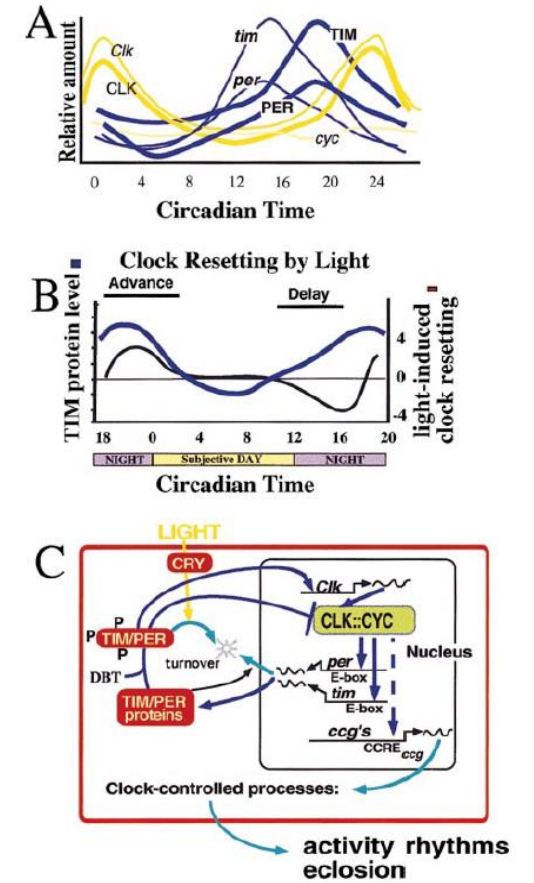 A
Relative amount
Clk
CLK
tim
TIM
per
PER
cyc
0 4 8 12 16 20 24
Circadian Time
B
Clock Resetting by Light
Advance
Delay
TIM protein level
light-induced
clock resetting
4
0
-4
18 0 4 8 12 16 20
NIGHT Subjective DAY NIGHT
Circadian Time
C
LIGHT
CRY
Clk
P
P TIM/PER
P
CLK::CYC
turnover
Nucleus
DBT
per
E-box
tim
E-box
TIM/PER
proteins
ccg's
CCRE ccg
Clock-controlled processes:
activity rhythms
eclosion